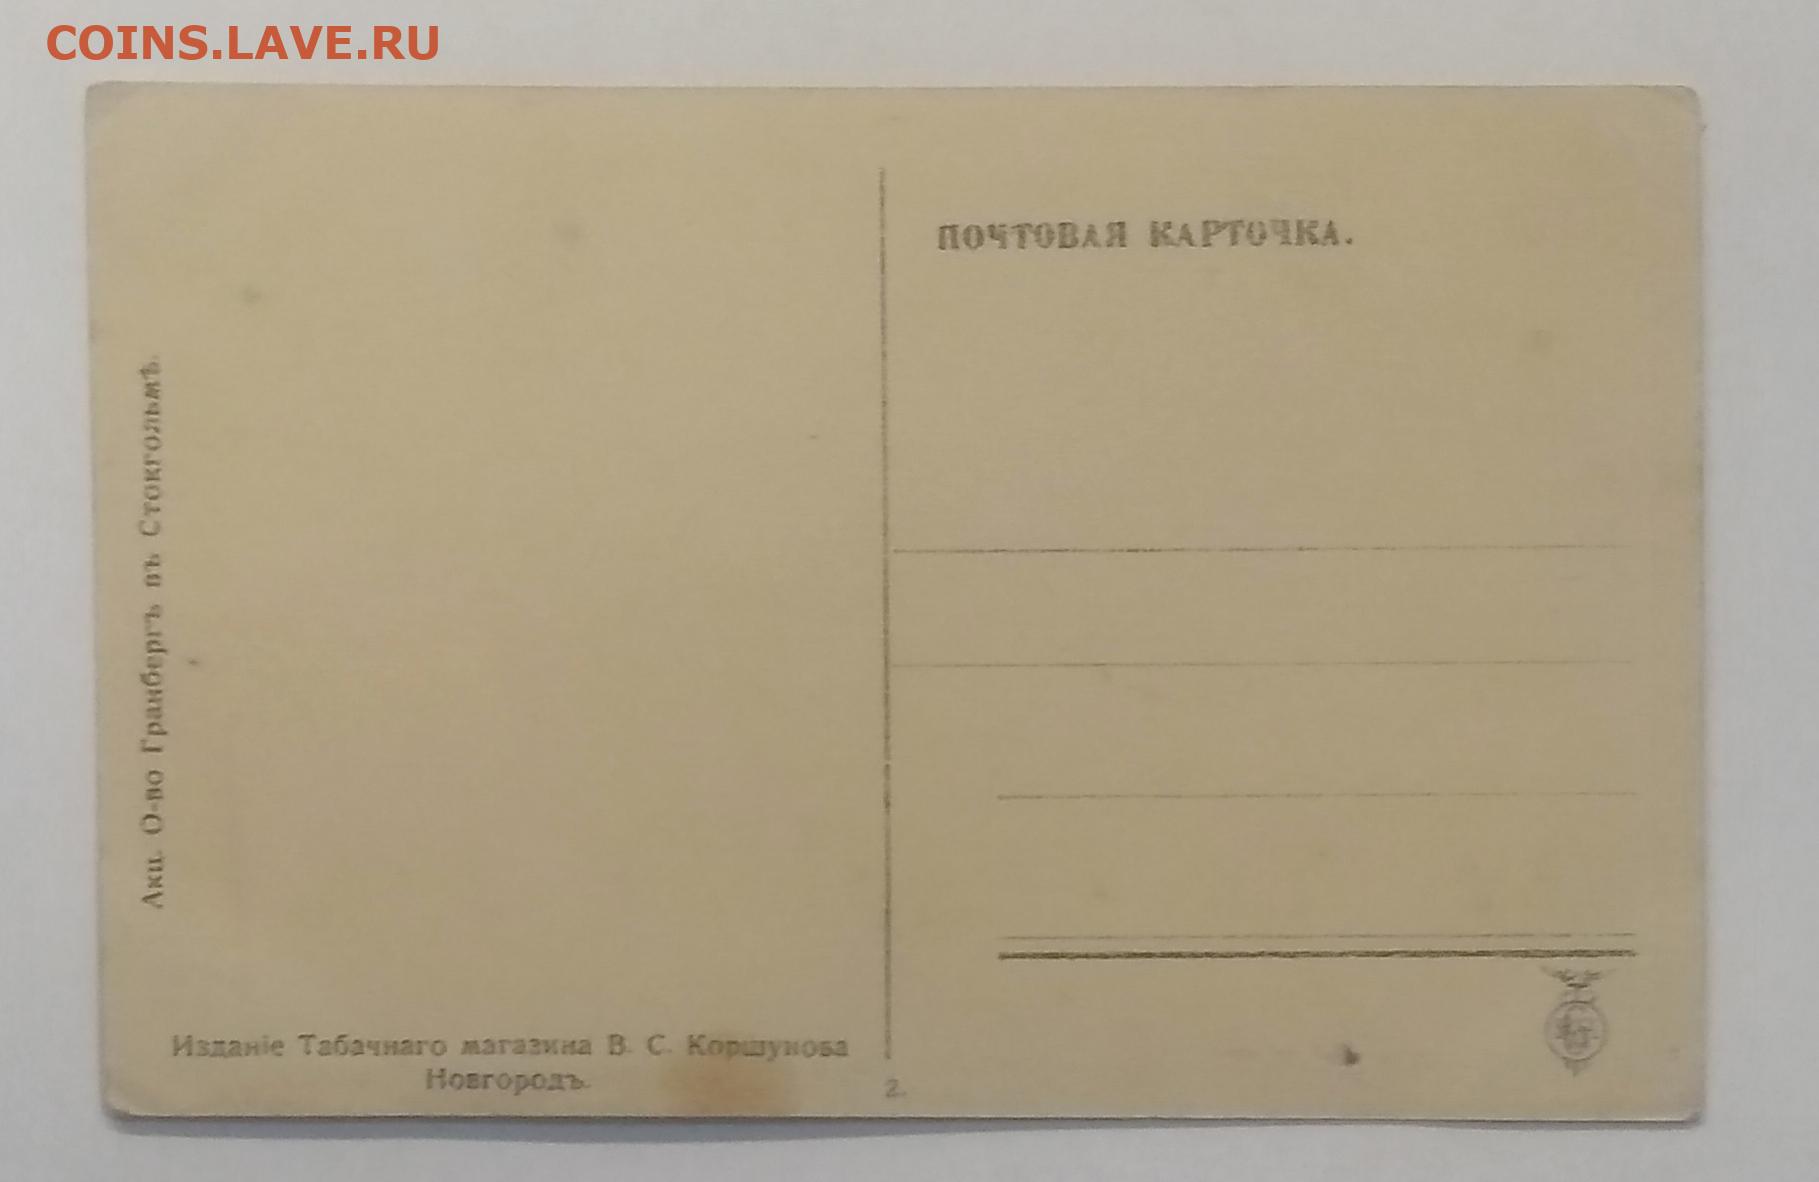 COINS.LAVE.RU
ПОЧТОВАЯ КАРТОЧКА.
Акц. О-во Гранбергъ въ Стокгольмѣ.
Изданіе Табачнаго магазина В. С. Коршунова
Новгородъ.
2.